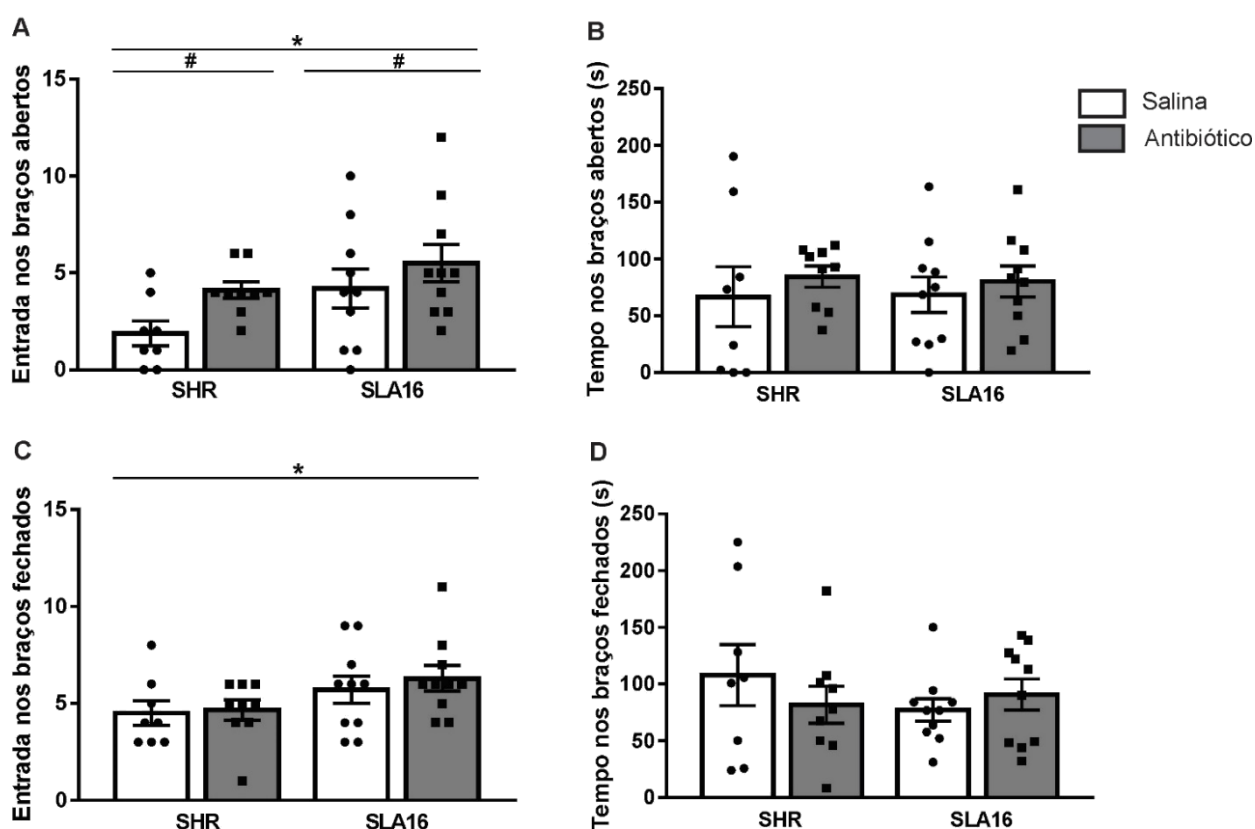 A
*
# #
Entrada nos braços abertos
15
10
5
0
SHR SLA16
B
Tempo nos braços abertos (s)
250
200
150
100
50
0
SHR SLA16
Salina
Antibiótico
C
*
Entrada nos braços fechados
15
10
5
0
SHR SLA16
D
Tempo nos braços fechados (s)
250
200
150
100
50
0
SHR SLA16